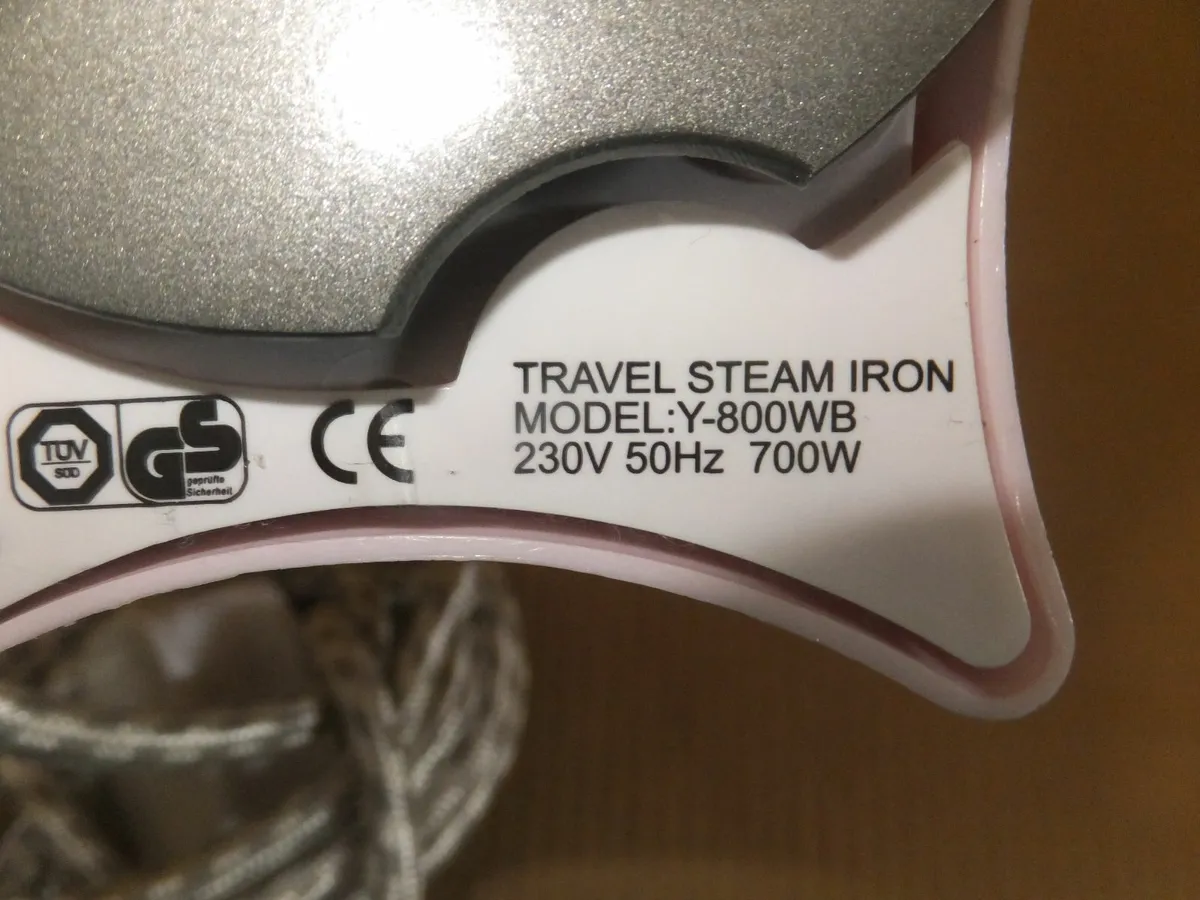 TRAVEL STEAM IRON
MODEL:Y-800WB
230V 50Hz 700W
TÜV
SÜD
GS
geprüfte
Sicherheit
CE